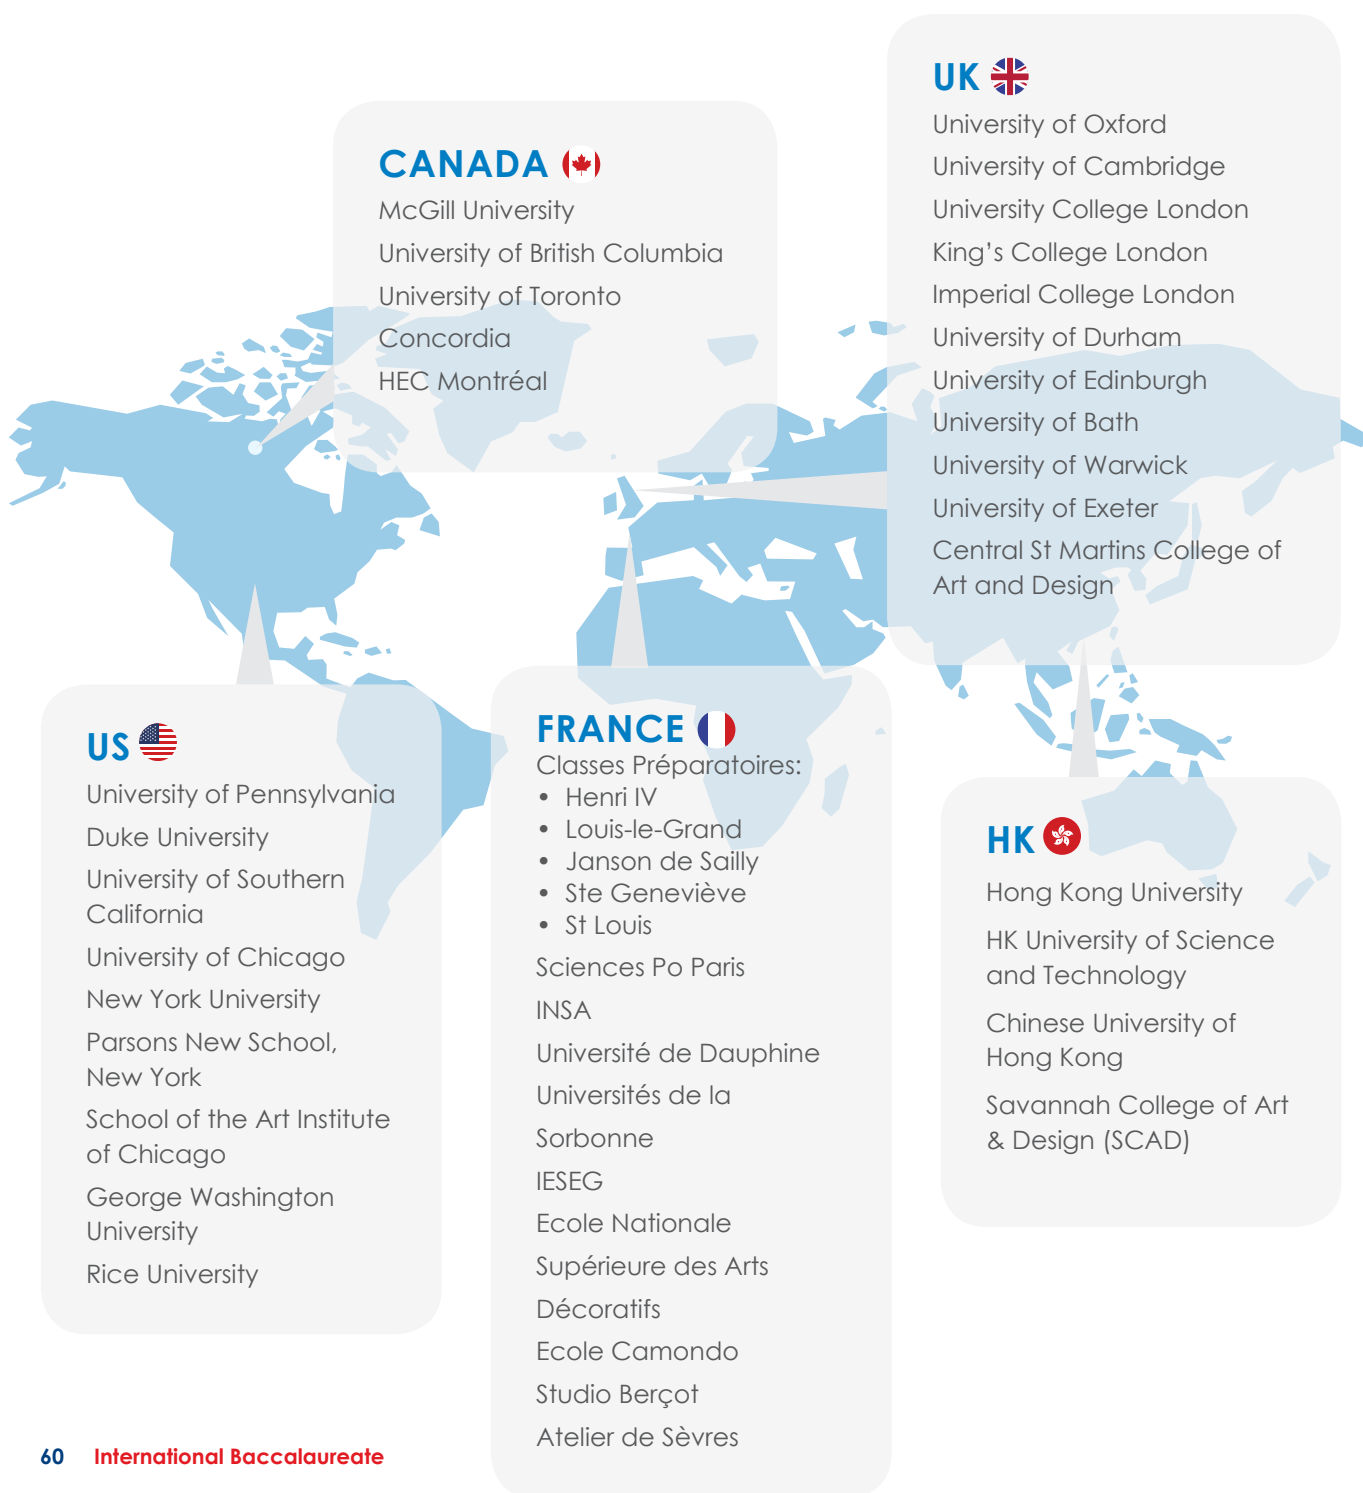 CANADA
McGill University
University of British Columbia
University of Toronto
Concordia
HEC Montréal
UK
University of Oxford
University of Cambridge
University College London
King’s College London
Imperial College London
University of Durham
University of Edinburgh
University of Bath
University of Warwick
University of Exeter
Central St Martins College of
Art and Design
US
University of Pennsylvania
Duke University
University of Southern
California
University of Chicago
New York University
Parsons New School,
New York
School of the Art Institute
of Chicago
George Washington
University
Rice University
FRANCE
Classes Préparatoires:
• Henri IV
• Louis-le-Grand
• Janson de Sailly
• Ste Geneviève
• St Louis
Sciences Po Paris
INSA
Université de Dauphine
Universités de la
Sorbonne
IESEG
Ecole Nationale
Supérieure des Arts
Décoratifs
Ecole Camondo
Studio Berçot
Atelier de Sèvres
HK
Hong Kong University
HK University of Science
and Technology
Chinese University of
Hong Kong
Savannah College of Art
& Design (SCAD)
60 International Baccalaureate